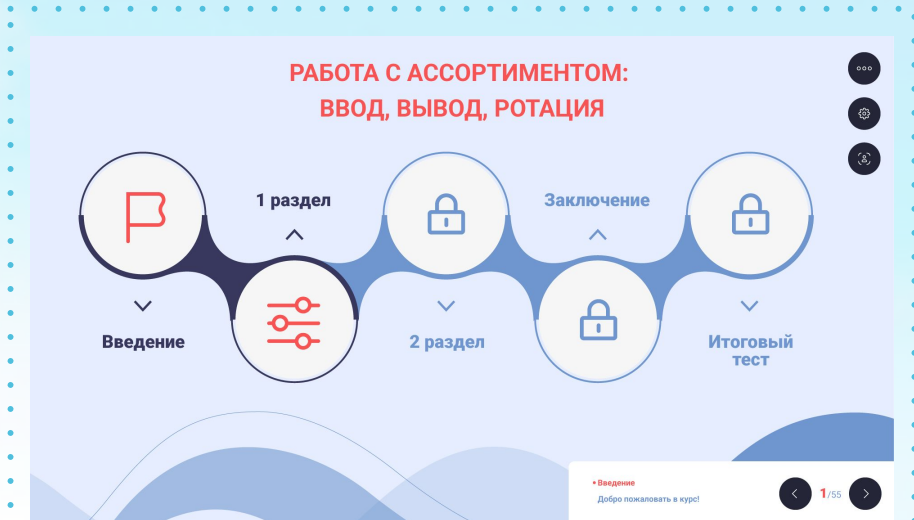 РАБОТА С АССОРТИМЕНТОМ:
ВВОД, ВЫВОД, РОТАЦИЯ
1 раздел
Заключение
Введение
2 раздел
Итоговый
тест
Введение
Добро пожаловать в курс!
1/55